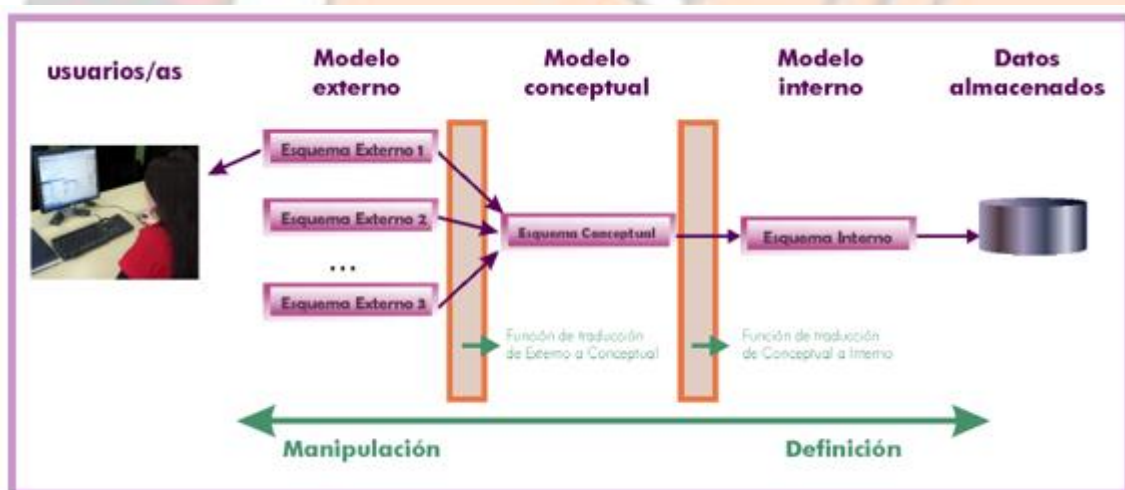 usuarios/as
Modelo
externo
Modelo
conceptual
Modelo
interno
Datos
almacenados
Esquema Externo 1
Esquema Externo 2
...
Esquema Externo 3
Esquema Conceptual
Esquema Interno
Función de traducción
de Externo a Conceptual
Función de traducción
de Conceptual a Interno
Manipulación
Definición